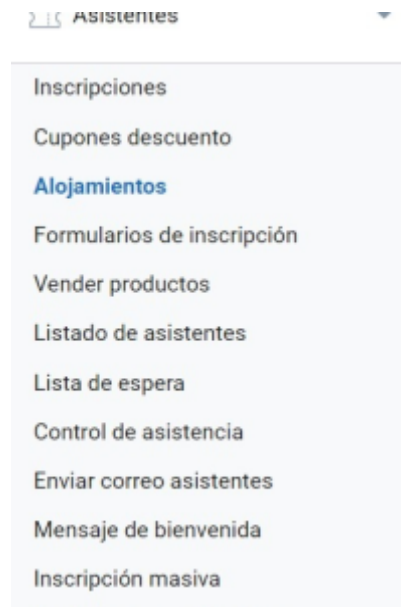 Asistentes
Inscripciones
Cupones descuento
Alojamientos
Formularios de inscripción
Vender productos
Listado de asistentes
Lista de espera
Control de asistencia
Enviar correo asistentes
Mensaje de bienvenida
Inscripción masiva